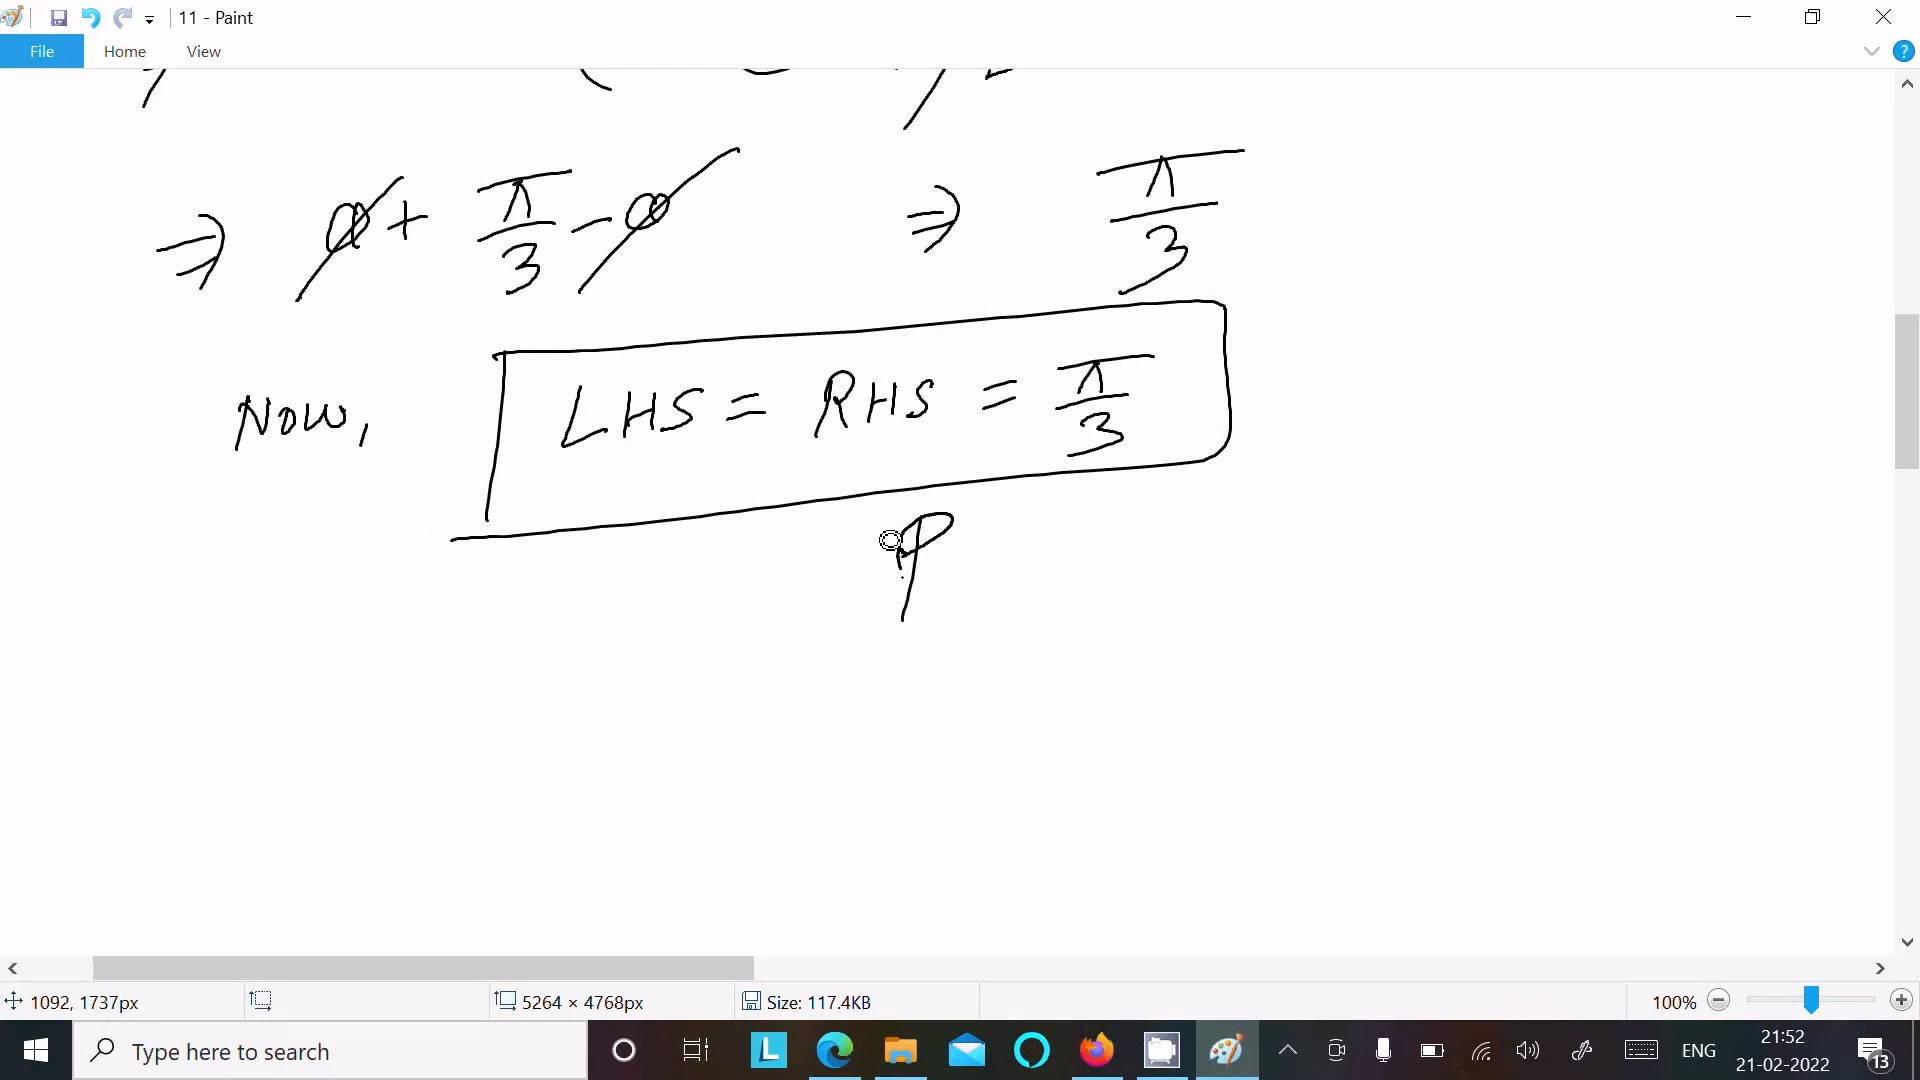 11 - Paint
File Home View
⇒ α + π/3 - α ⇒ π/3
Now, LHS = RHS = π/3
P
1092, 1737px 5264 × 4768px Size: 117.4KB 100%
Type here to search
L
ENG
21:52
21-02-2022
13